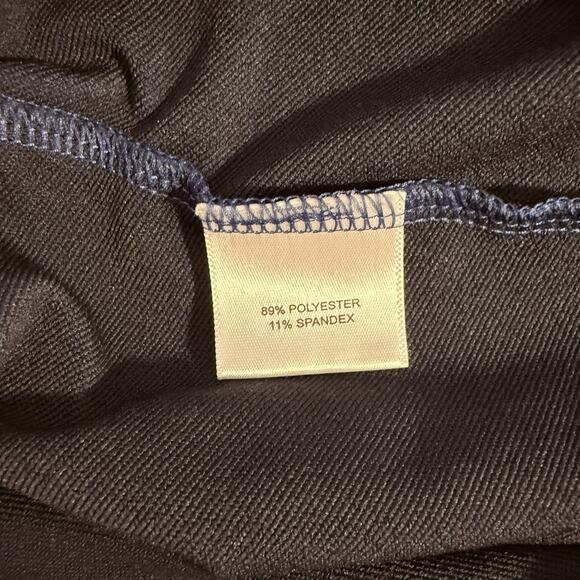 89% POLYESTER
11% SPANDEX